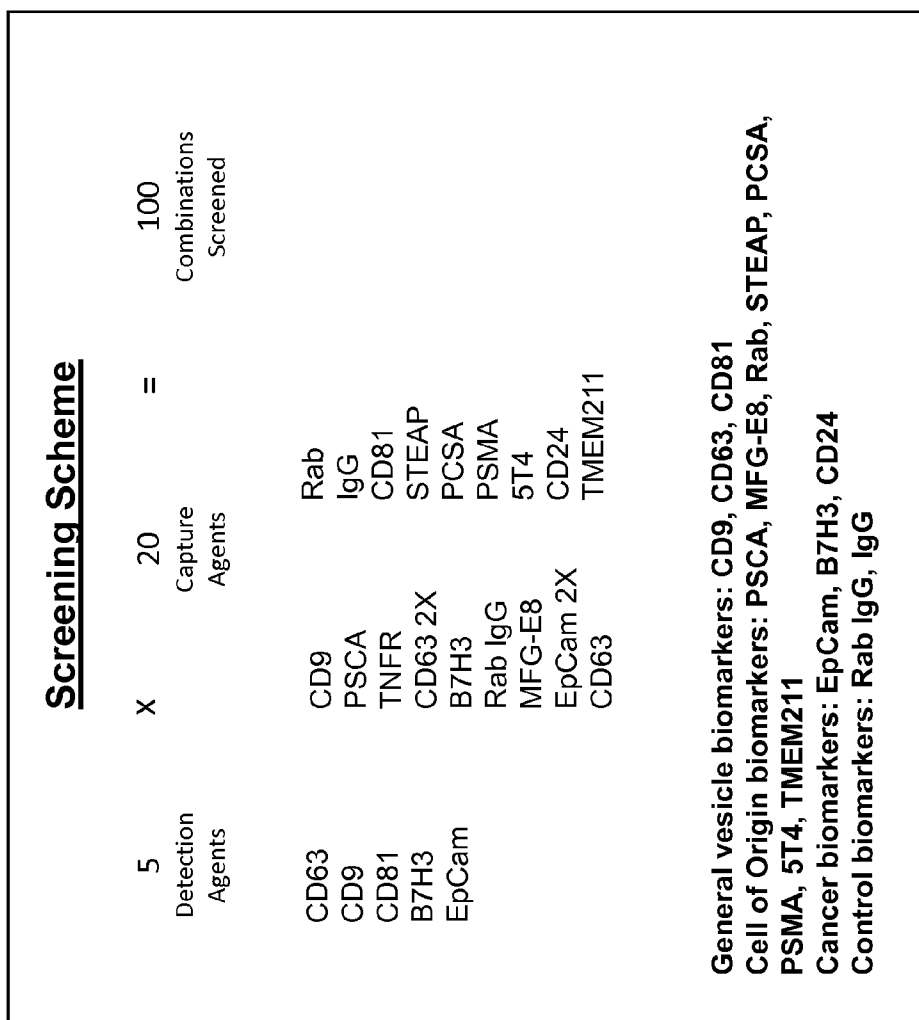 Screening Scheme
5 X 20 = 100
Detection Capture Combinations
Agents Agents Screened
CD63
CD9
CD81
B7H3
EpCam
CD9
PSCA
TNFR
CD63 2X
B7H3
Rab IgG
MFG-E8
EpCam 2X
CD63
Rab
IgG
CD81
STEAP
PCSA
PSMA
5T4
CD24
TMEM211
General vesicle biomarkers: CD9, CD63, CD81
Cell of Origin biomarkers: PSCA, MFG-E8, Rab, STEAP, PCSA,
PSMA, 5T4, TMEM211
Cancer biomarkers: EpCam, B7H3, CD24
Control biomarkers: Rab IgG, IgG